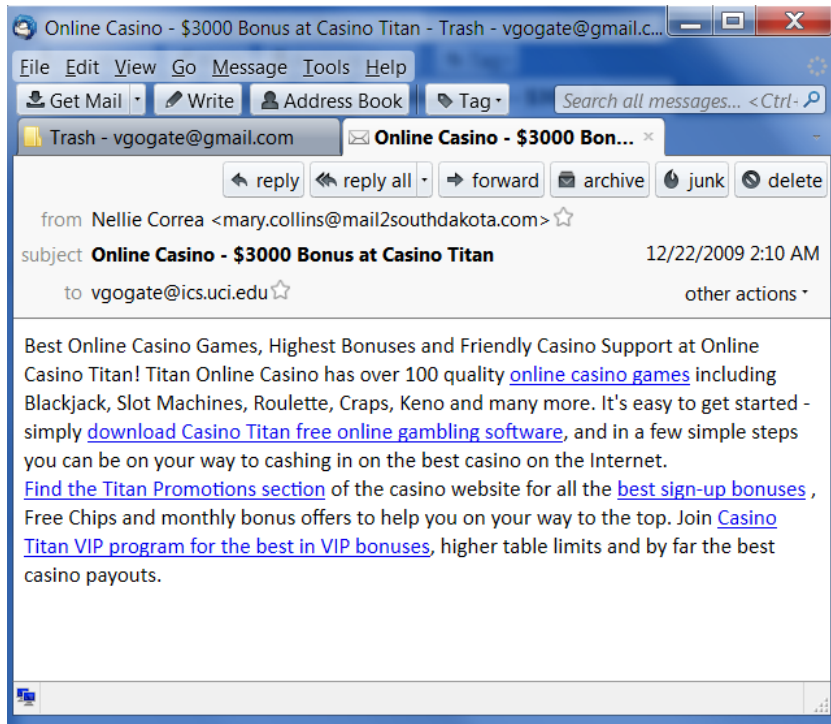 Online Casino - $3000 Bonus at Casino Titan - Trash - vgogate@gmail.c...
File Edit View Go Message Tools Help
Get Mail Write Address Book Tag Search all messages... <Ctrl-
Trash - vgogate@gmail.com Online Casino - $3000 Bon...
reply reply all forward archive junk delete
from Nellie Correa <mary.collins@mail2southdakota.com>
subject Online Casino - $3000 Bonus at Casino Titan 12/22/2009 2:10 AM
to vgogate@ics.uci.edu other actions
Best Online Casino Games, Highest Bonuses and Friendly Casino Support at Online
Casino Titan! Titan Online Casino has over 100 quality online casino games including
Blackjack, Slot Machines, Roulette, Craps, Keno and many more. It's easy to get started -
simply download Casino Titan free online gambling software, and in a few simple steps
you can be on your way to cashing in on the best casino on the Internet.
Find the Titan Promotions section of the casino website for all the best sign-up bonuses ,
Free Chips and monthly bonus offers to help you on your way to the top. Join Casino
Titan VIP program for the best in VIP bonuses, higher table limits and by far the best
casino payouts.